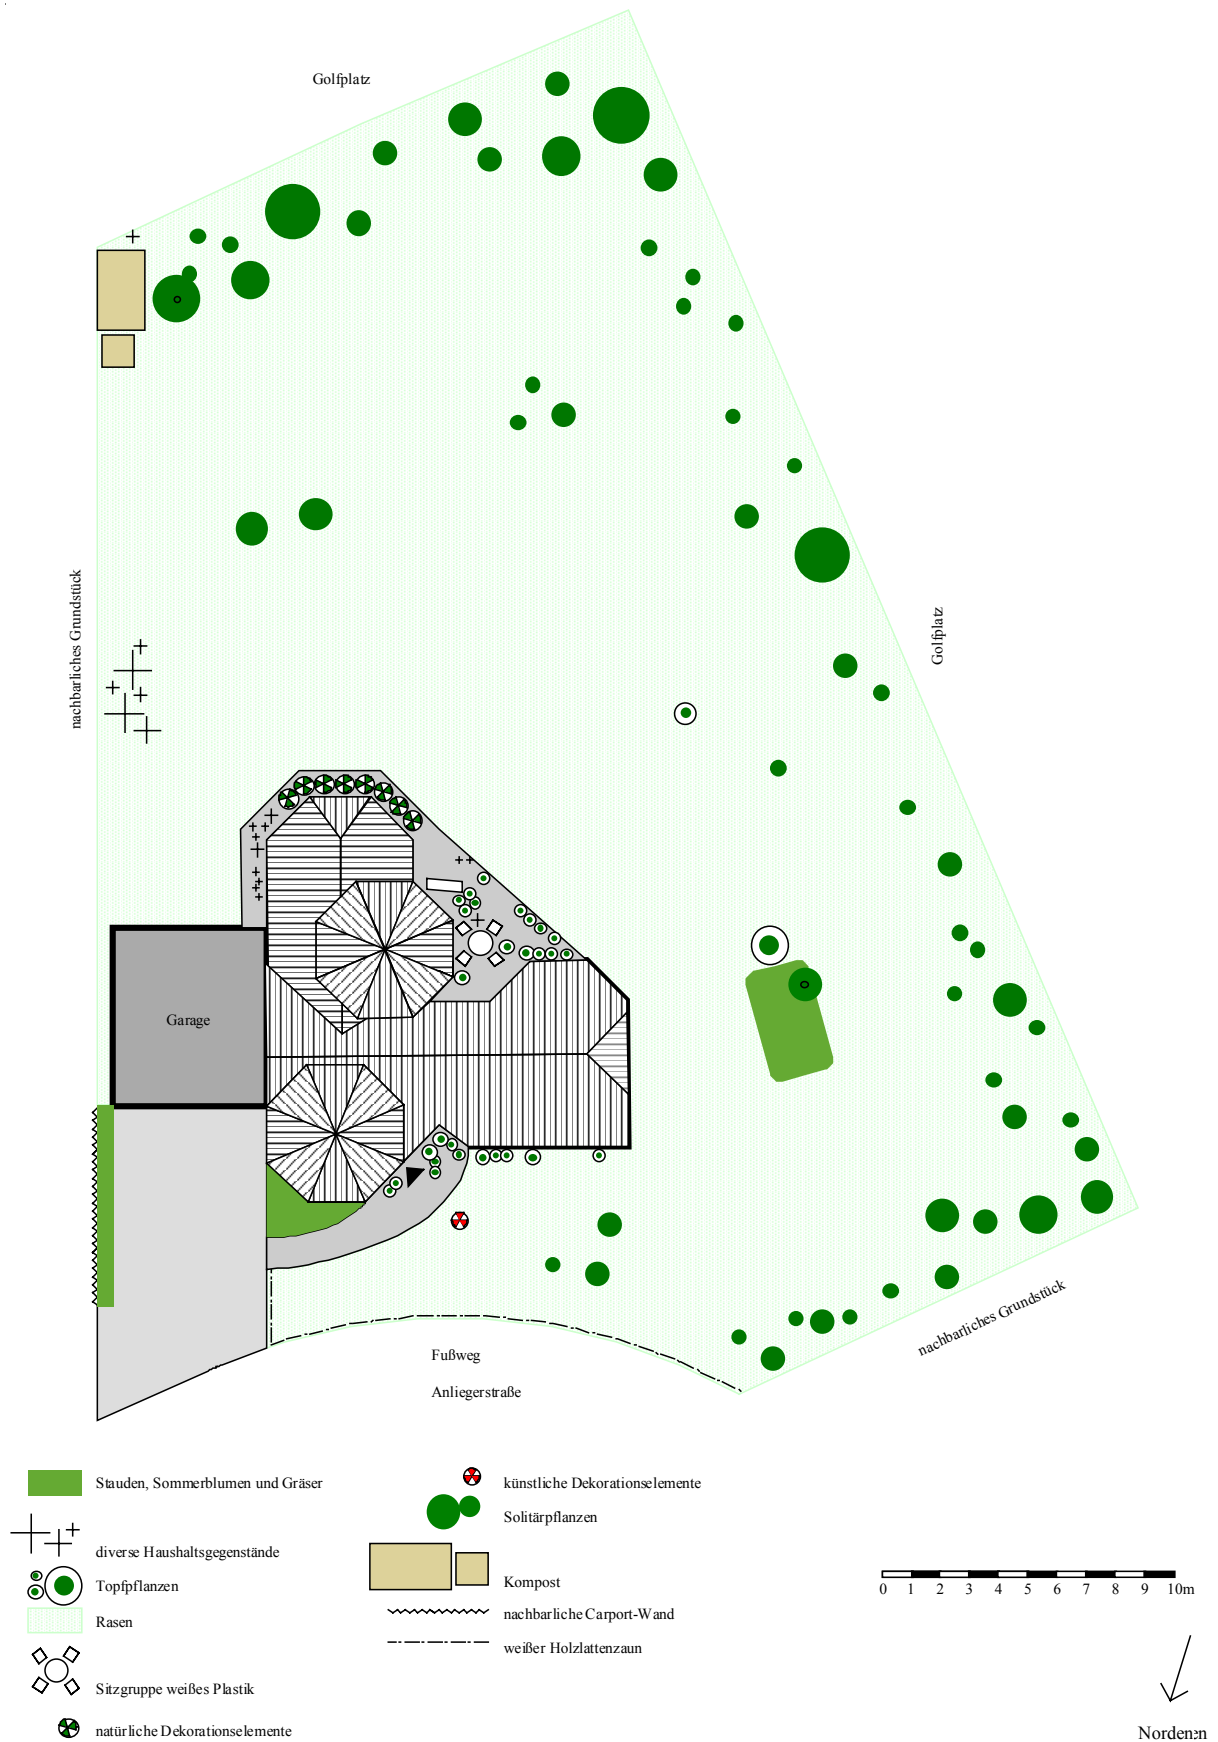 Golfplatz
nachbarliches Grundstück
Golfplatz
Garage
nachbarliches Grundstück
Fußweg
Anliegerstraße
Stauden, Sommerblumen und Gräser
diverse Haushaltsgegenstände
Topfpflanzen
Rasen
Sitzgruppe weißes Plastik
natürliche Dekorationselemente
künstliche Dekorationselemente
Solitärpflanzen
Kompost
nachbarliche Carport-Wand
weißer Holzlattenzaun
0 1 2 3 4 5 6 7 8 9 10m